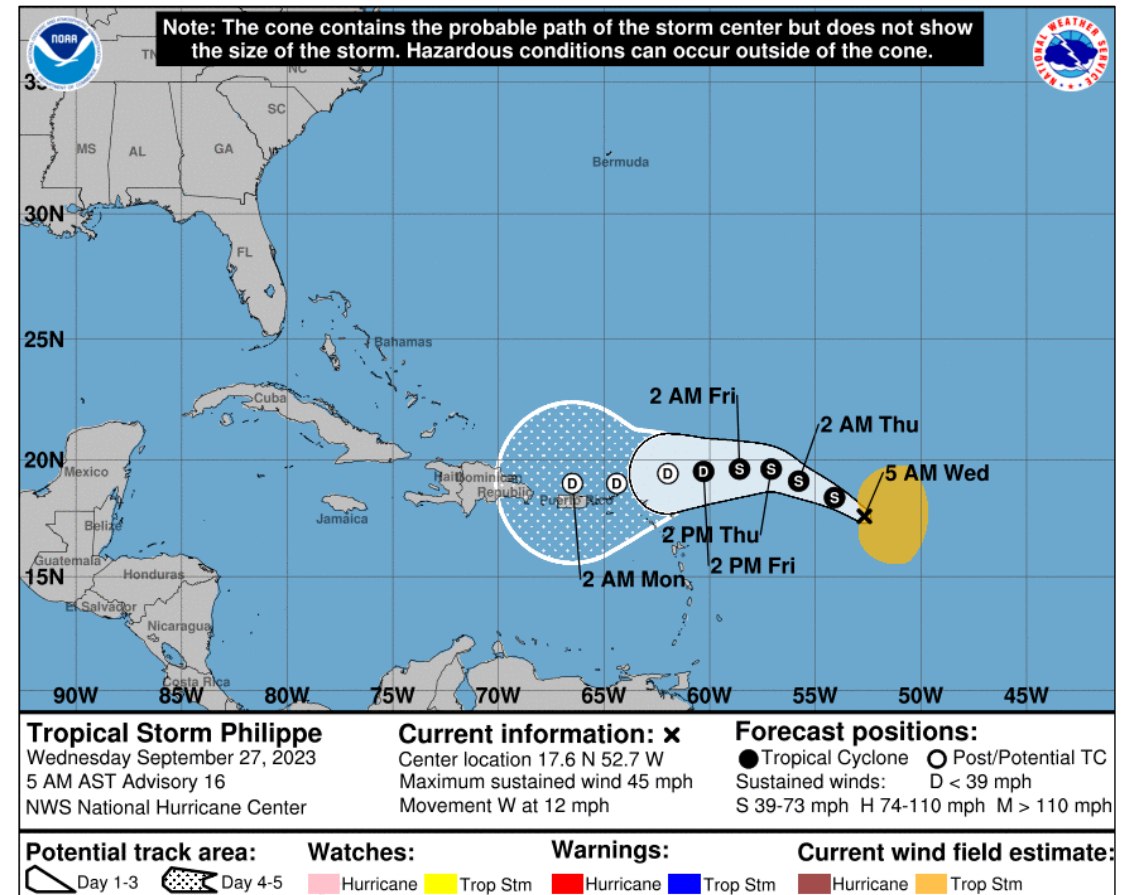 Note: The cone contains the probable path of the storm center but does not show
the size of the storm. Hazardous conditions can occur outside of the cone.
NOAA
NATIONAL WEATHER SERVICE
TN
NC
35
SC
MS
AL
GA
Bermuda
30N
FL
25N
Bahamas
Cuba
2 AM Fri
2 AM Thu
20N
5 AM Wed
Mexico
Haiti
Dominican
Republic
Puerto Rico
D
D
D
D
S
S
S
S
Jamaica
Belize
2 PM Thu
2 PM Fri
2 AM Mon
Guatemala
15N
Honduras
El Salvador
Nicaragua
Costa Rica
90W 85W 80W 75W 70W 65W 60W 55W 50W 45W
Tropical Storm Philippe
Wednesday September 27, 2023
5 AM AST Advisory 16
NWS National Hurricane Center
Current information: x
Center location 17.6 N 52.7 W
Maximum sustained wind 45 mph
Movement W at 12 mph
Forecast positions:
Tropical Cyclone Post/Potential TC
Sustained winds: D < 39 mph
S 39-73 mph H 74-110 mph M > 110 mph
Potential track area:
Day 1-3 Day 4-5
Watches:
Hurricane Trop Stm
Warnings:
Hurricane Trop Stm
Current wind field estimate:
Hurricane Trop Stm